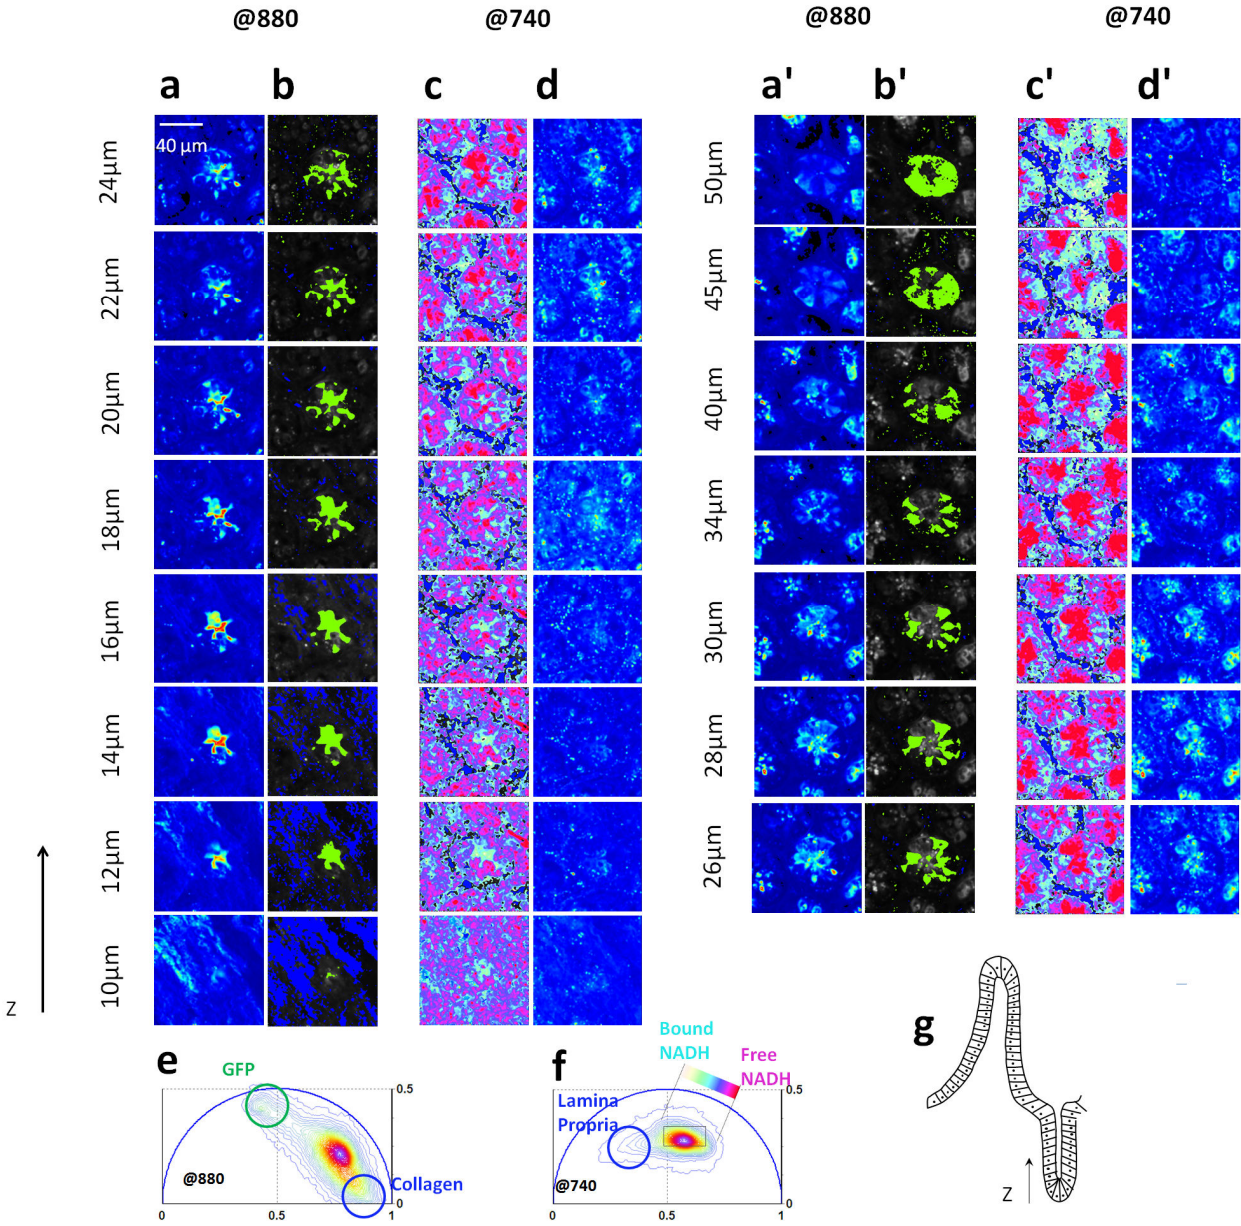 @880 @740 @880 @740
a b c d a' b' c' d'
40 µm
24µm 50µm
22µm 45µm
20µm 40µm
18µm 34µm
16µm 30µm
14µm 28µm
12µm 26µm
10µm
Z
e
GFP
@880
Collagen
0.5
0
0 0.5 1
f
Bound
NADH
Free
NADH
Lamina
Propria
@740
0.5
0
0 0.5 1
g
Z